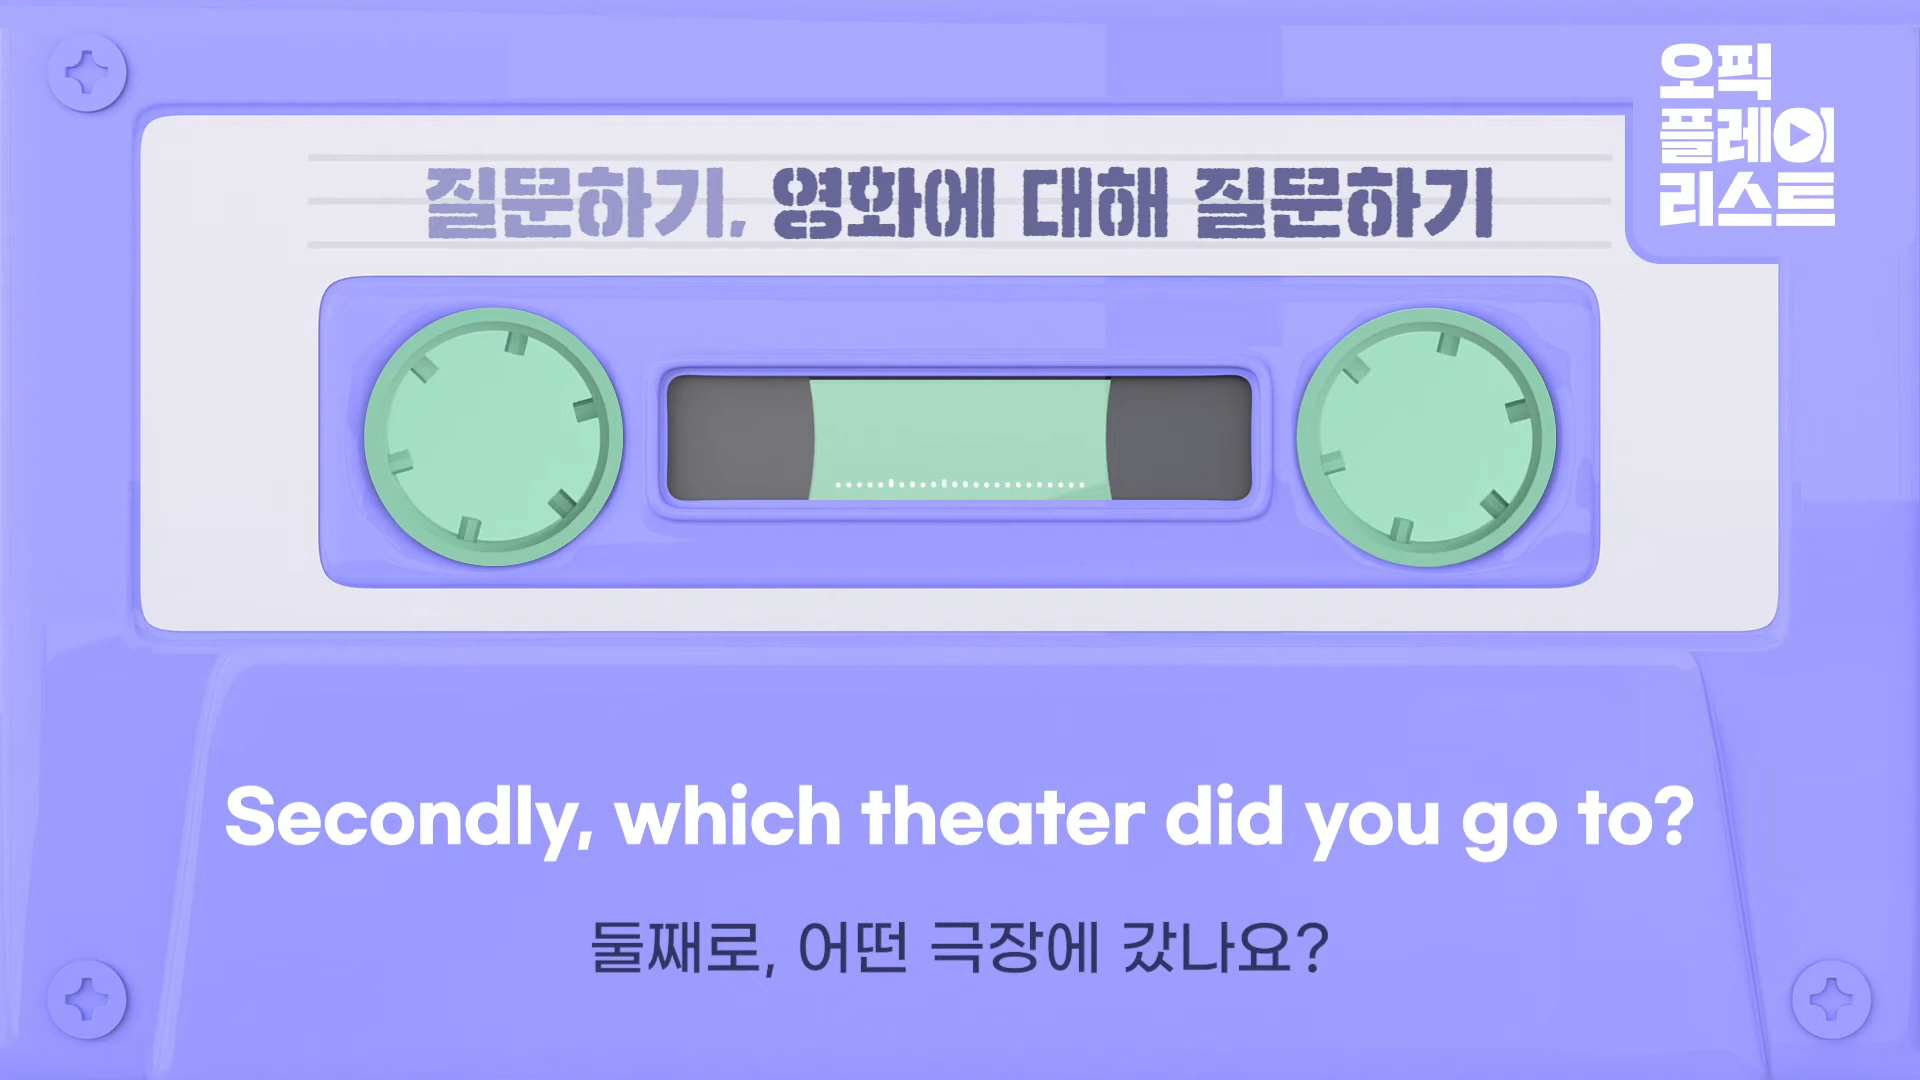 오픽
플레이
리스트
질문하기, 영화에 대해 질문하기
Secondly, which theater did you go to?
둘째로, 어떤 극장에 갔나요?